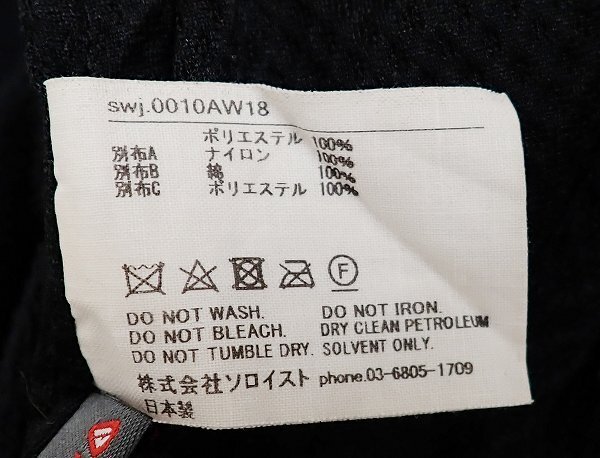 swj.0010AW18
ポリエステル 100%
別布A ナイロン 100%
別布B 綿 100%
別布C ポリエステル 100%
F
DO NOT WASH. DO NOT IRON.
DO NOT BLEACH. DRY CLEAN PETROLEUM
DO NOT TUMBLE DRY. SOLVENT ONLY.
株式会社ソロイスト phone.03-6805-1709
日本製